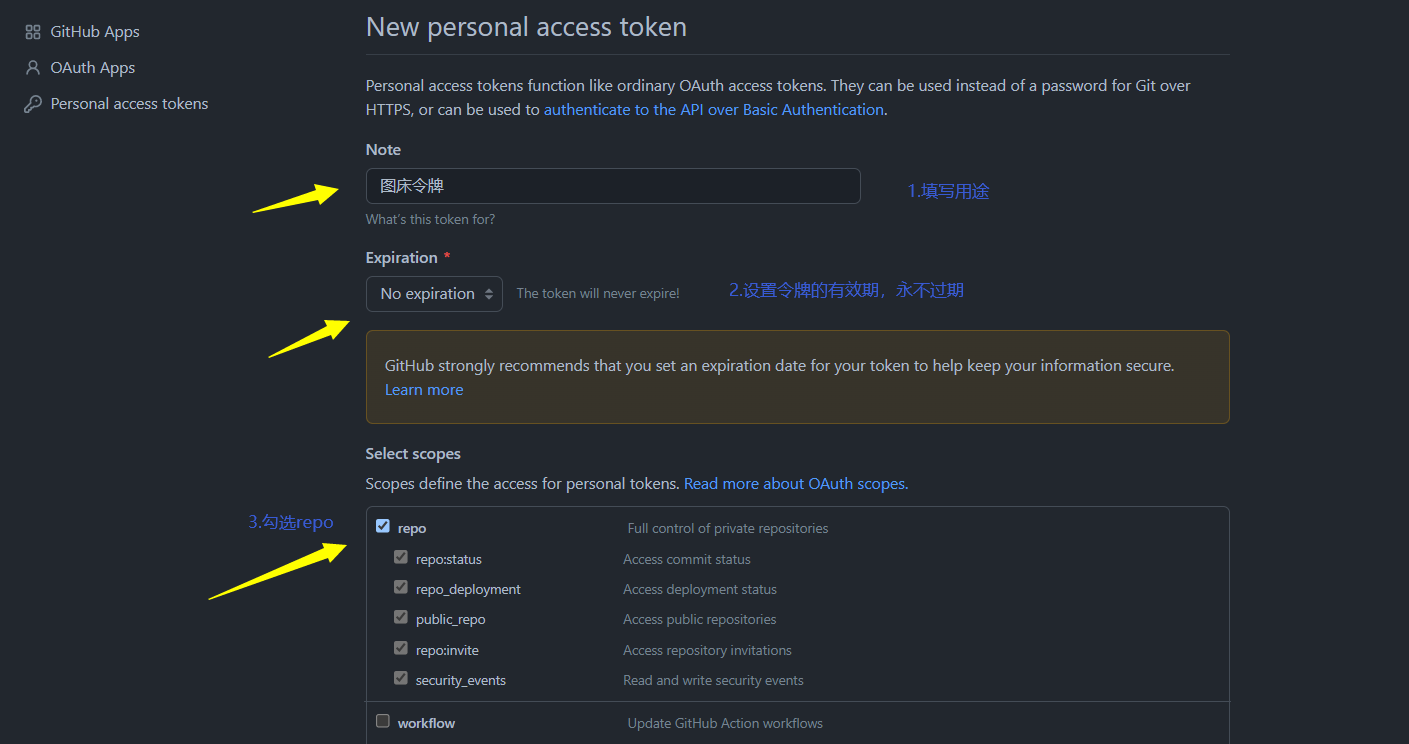 GitHub Apps
OAuth Apps
Personal access tokens
New personal access token
Personal access tokens function like ordinary OAuth access tokens. They can be used instead of a password for Git over
HTTPS, or can be used to authenticate to the API over Basic Authentication.
Note
图床令牌
1.填写用途
What's this token for?
Expiration *
No expiration
The token will never expire!
2.设置令牌的有效期，永不过期
GitHub strongly recommends that you set an expiration date for your token to help keep your information secure.
Learn more
Select scopes
Scopes define the access for personal tokens. Read more about OAuth scopes.
3.勾选repo
repo Full control of private repositories
repo:status Access commit status
repo_deployment Access deployment status
public_repo Access public repositories
repo:invite Access repository invitations
security_events Read and write security events
workflow Update GitHub Action workflows